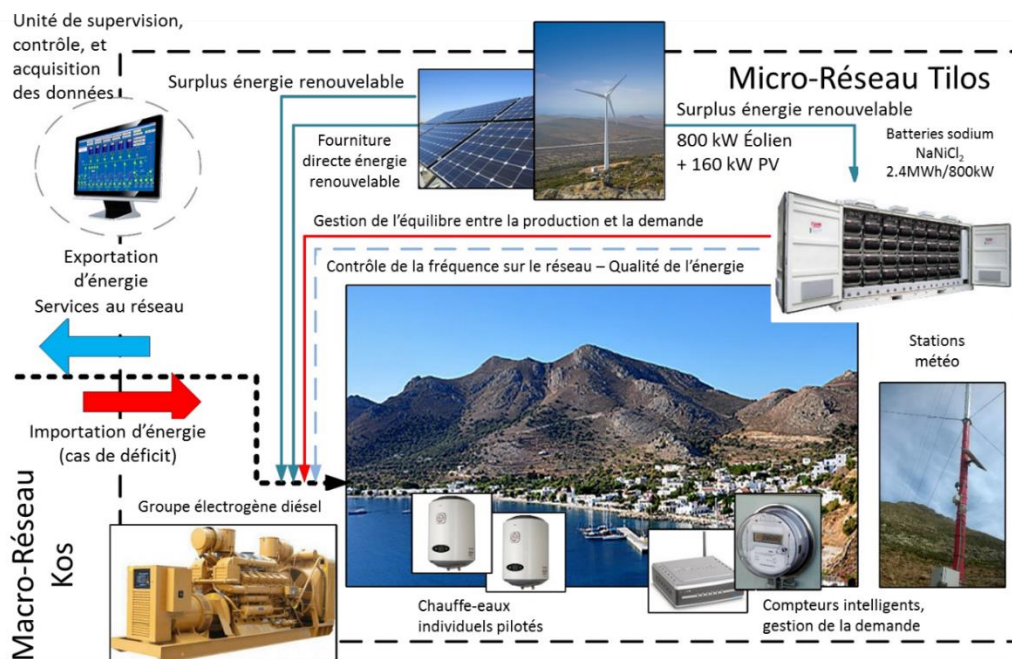 Unité de supervision,
contrôle, et
acquisition
des données
Surplus énergie renouvelable
Micro-Réseau Tilos
Surplus énergie renouvelable
800 kW Éolien
+ 160 kW PV
Batteries sodium
NaNiCl₂
2.4MWh/800kW
Fourniture
directe énergie
renouvelable
Gestion de l’équilibre entre la production et la demande
Contrôle de la fréquence sur le réseau – Qualité de l’énergie
Exportation
d’énergie
Services au réseau
Importation d’énergie
(cas de déficit)
Stations
météo
Macro-Réseau
Kos
Groupe électrogène diésel
Chauffe-eaux
individuels pilotés
Compteurs intelligents,
gestion de la demande